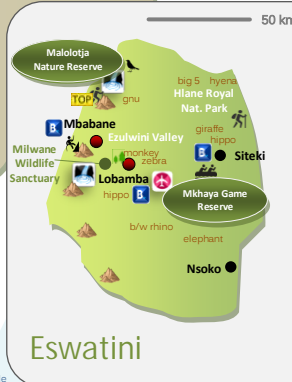 50 km
Malolotja
Nature Reserve
big 5 hyena
Hlane Royal
Nat. Park
TOP
gnu
Mbabane
giraffe
hippo
Ezulwini Valley
Milwane
Wildlife
Sanctuary
monkey
zebra
Siteki
Lobamba
hippo
Mkhaya Game
Reserve
b/w rhino
elephant
Nsoko
Eswatini